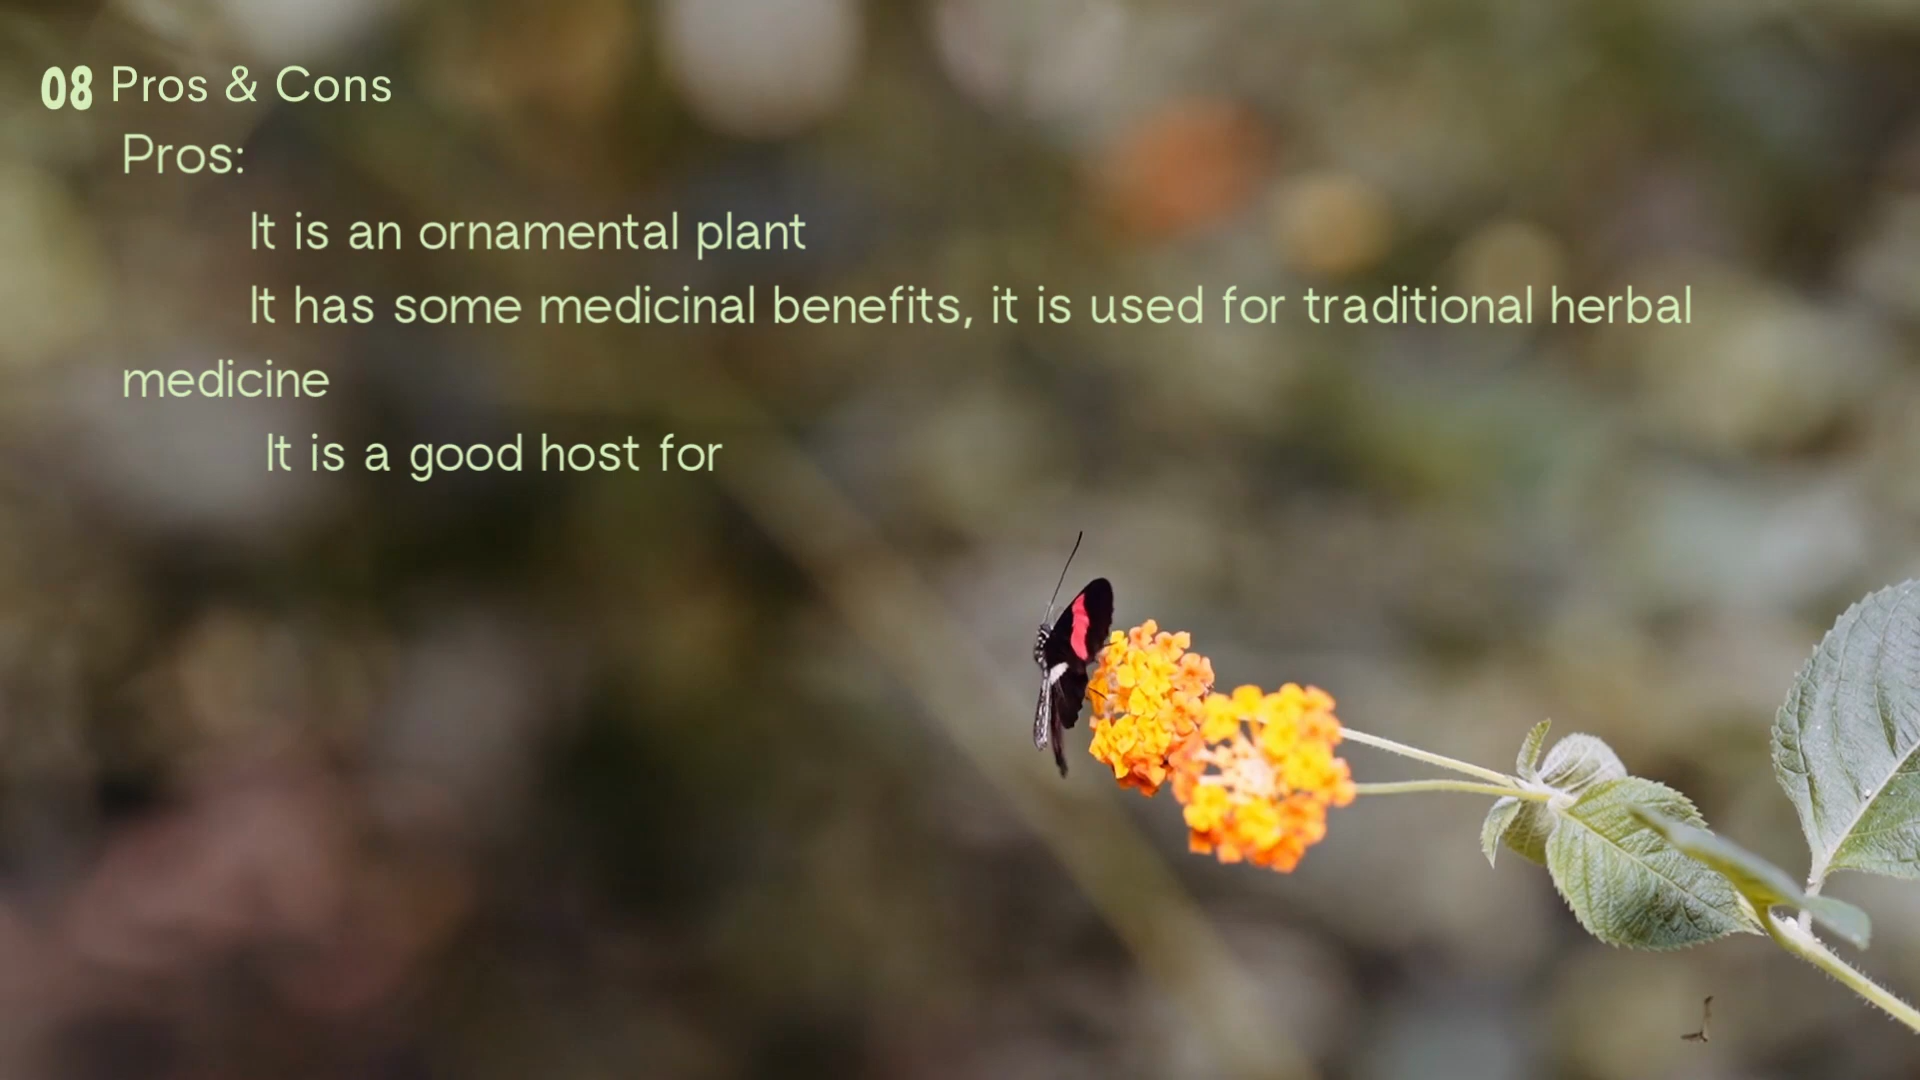 08 Pros & Cons
Pros:
It is an ornamental plant
It has some medicinal benefits, it is used for traditional herbal
medicine
It is a good host for